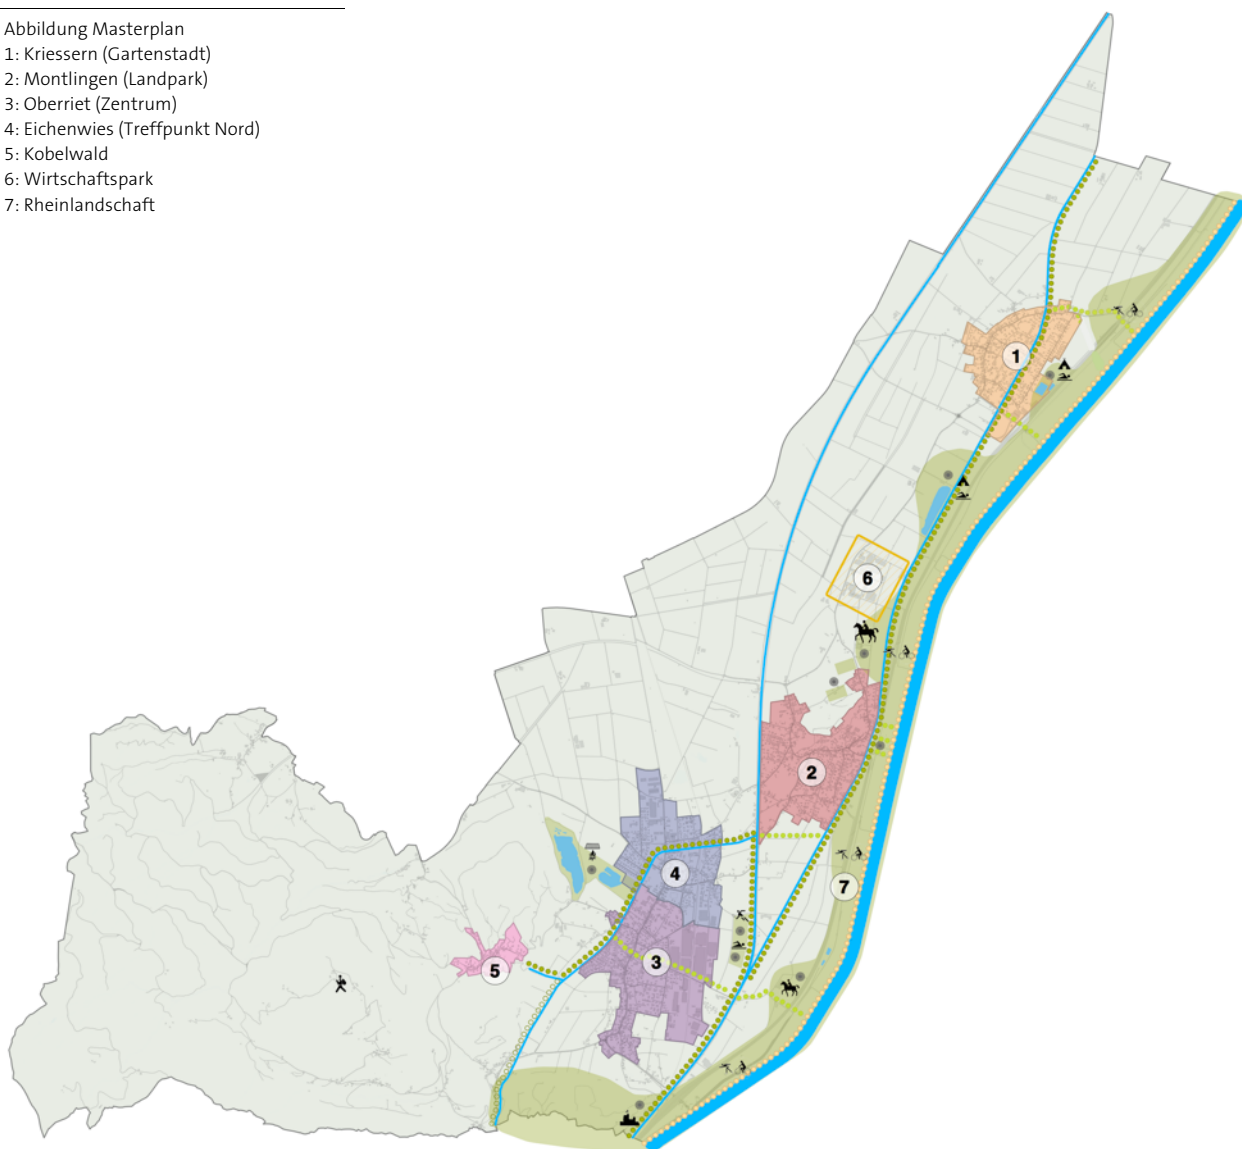 Abbildung Masterplan
1: Kriessern (Gartenstadt)
2: Montlingen (Landpark)
3: Oberriet (Zentrum)
4: Eichenwies (Treffpunkt Nord)
5: Kobelwald
6: Wirtschaftspark
7: Rheinlandschaft
1
6
2
4
7
3
5